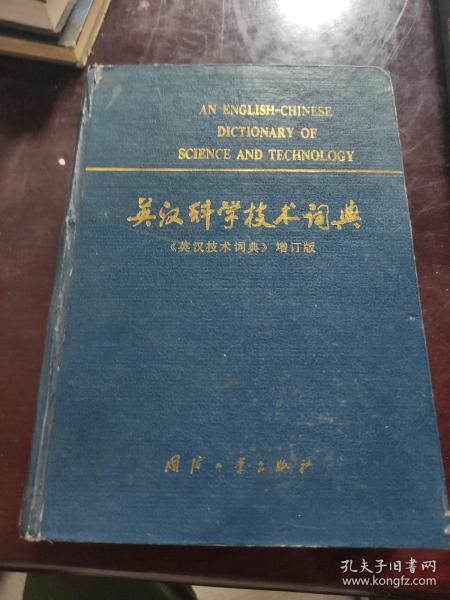 AN ENGLISH-CHINESE
DICTIONARY OF
SCIENCE AND TECHNOLOGY
英汉科学技术词典
《英汉技术词典》增订版
国防工业出版社
孔夫子旧书网
www.kongfz.com